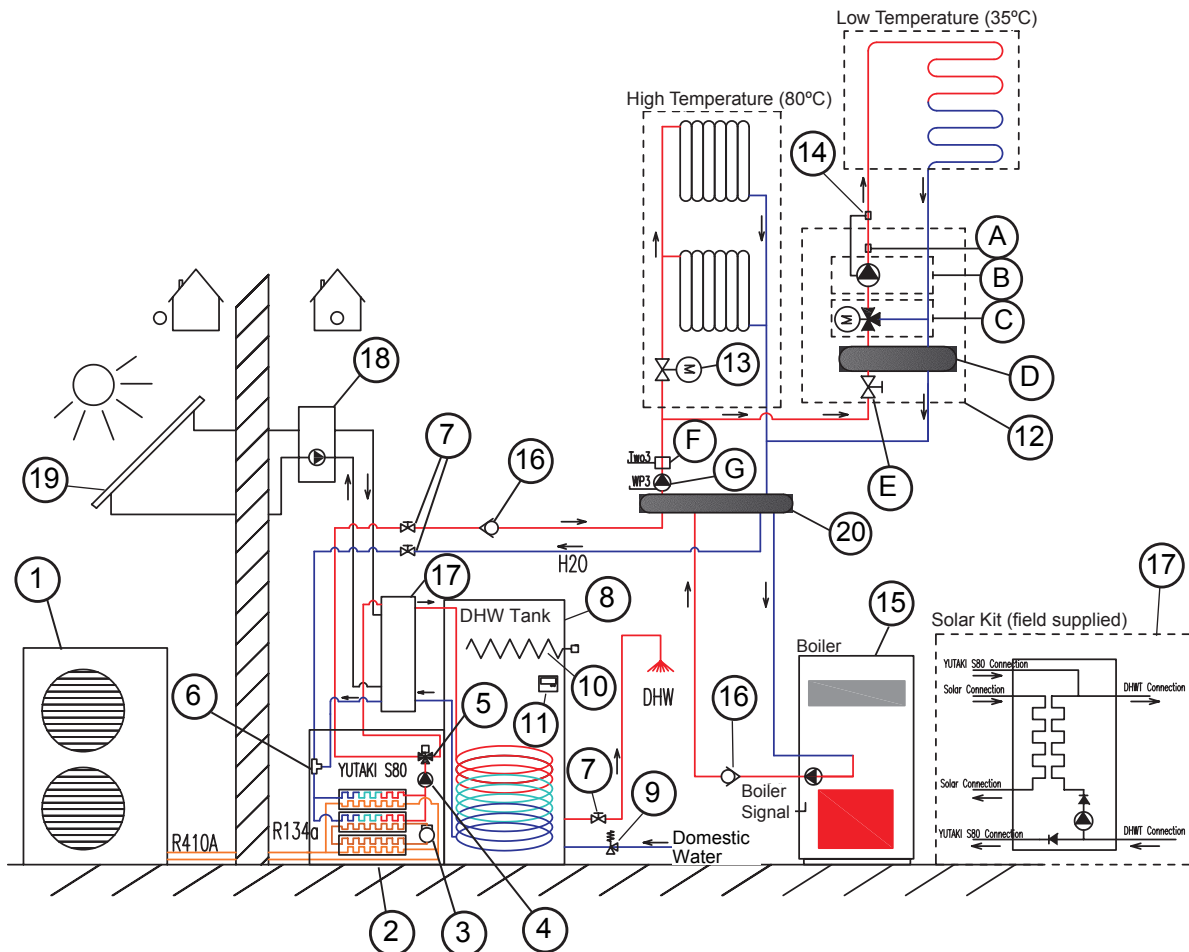 Low Temperature (35ºC)
High Temperature (80ºC)
14
A
B
C
M
13
M
D
18
12
7
16
F
Two3
G
WP3
E
19
20
H20
1
17
8
DHW Tank
15
17
Solar Kit (field supplied)
Boiler
YUTAKI S80 Connection
6
5
10
DHW
Solar Connection
DHWT Connection
11
16
YUTAKI S80
7
9
Boiler
Signal
Solar Connection
R410A
R134a
Domestic
Water
YUTAKI S80 Connection
DHWT Connection
2
3
4